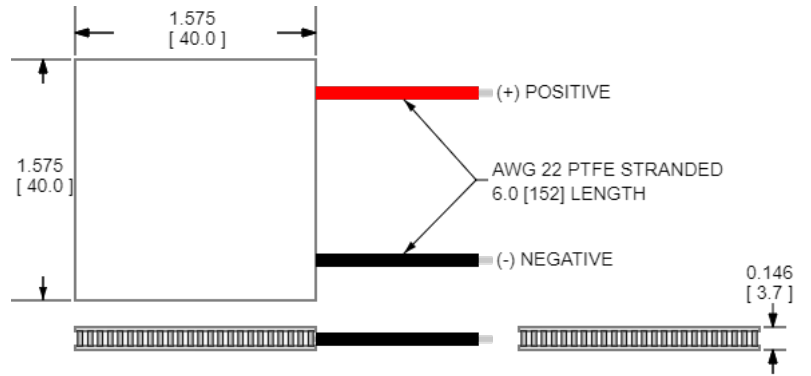 1.575
[ 40.0 ]
(+) POSITIVE
1.575
[ 40.0 ]
AWG 22 PTFE STRANDED
6.0 [152] LENGTH
(-) NEGATIVE
0.146
[ 3.7 ]